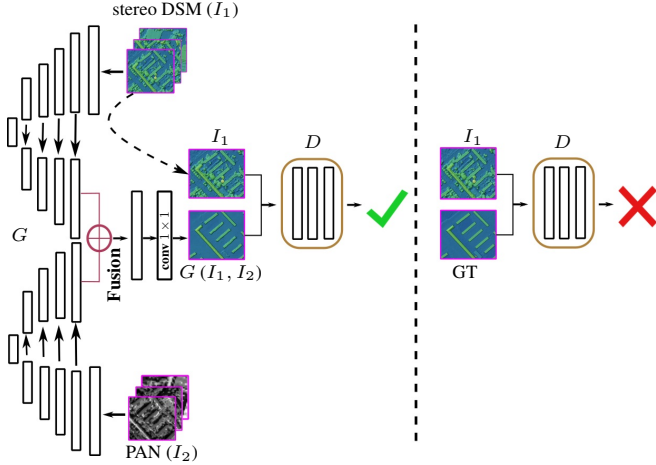 stereo DSM (I₁)
I₁
D
I₁
D
G
Fusion
conv 1 × 1
G (I₁, I₂)
GT
PAN (I₂)